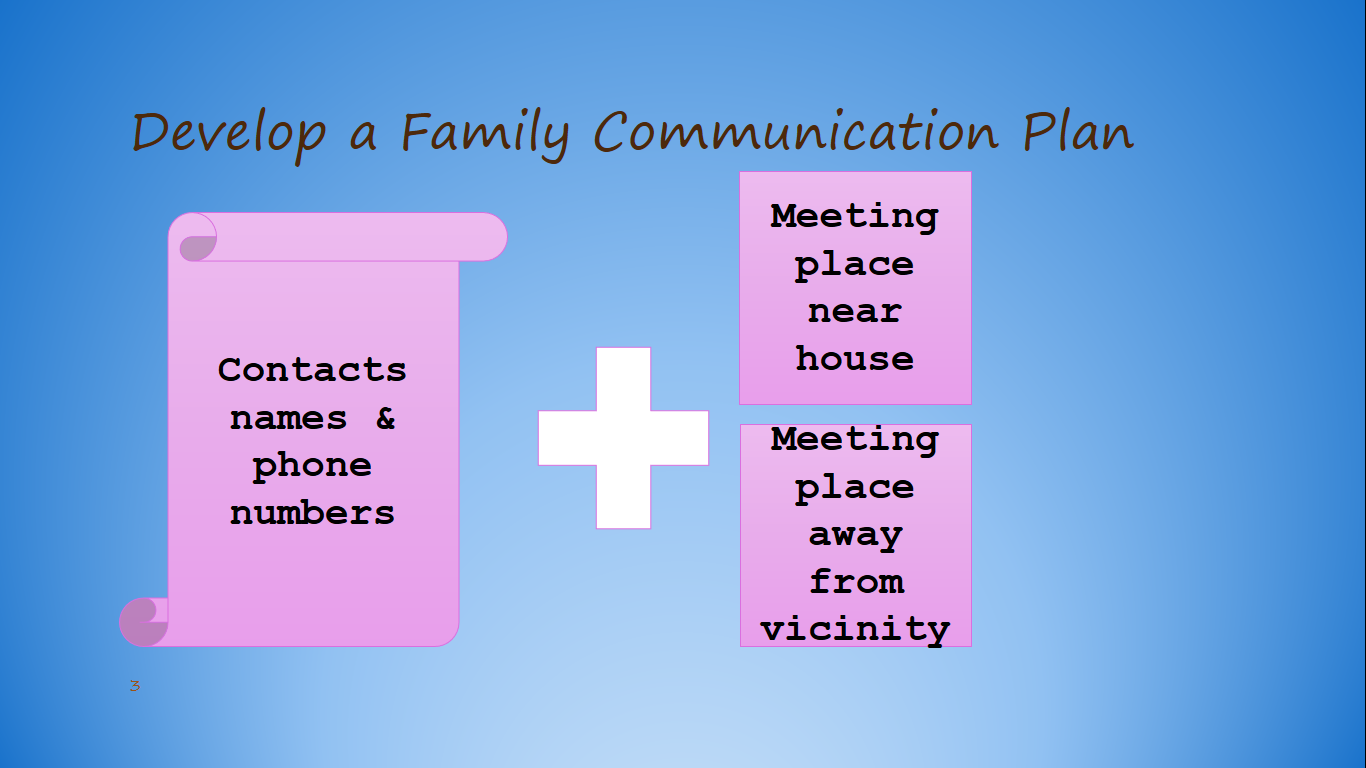 Develop a Family Communication Plan
Contacts
names &
phone
numbers
Meeting
place
near
house
Meeting
place
away
from
vicinity
3